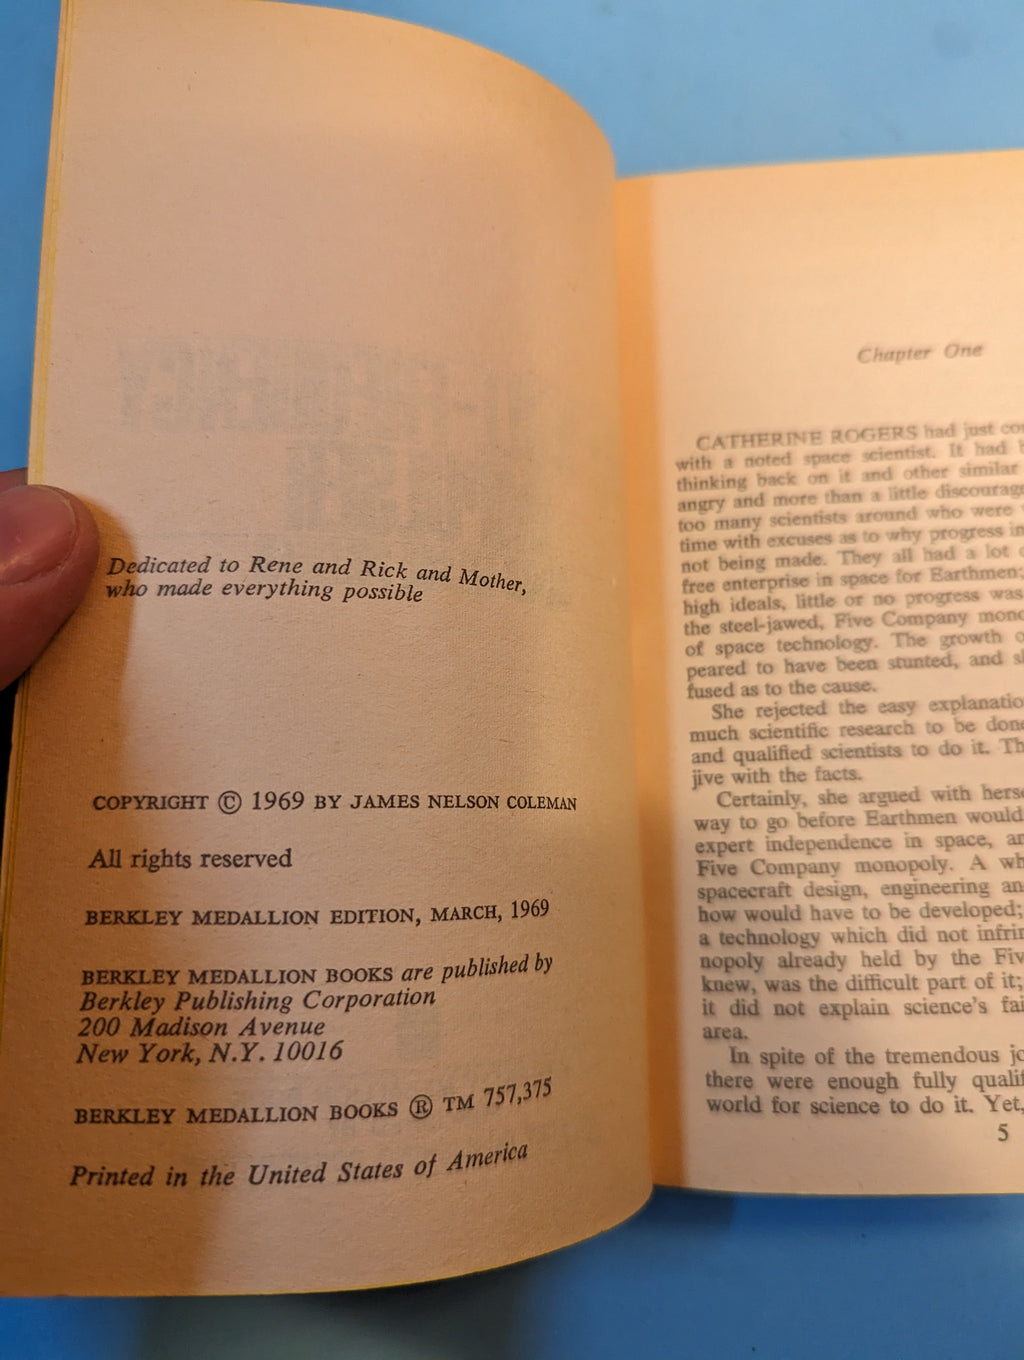 Dedicated to Rene and Rick and Mother,
who made everything possible
COPYRIGHT © 1969 BY JAMES NELSON COLEMAN
All rights reserved
BERKLEY MEDALLION EDITION, MARCH, 1969
BERKLEY MEDALLION BOOKS are published by
Berkley Publishing Corporation
200 Madison Avenue
New York, N.Y. 10016
BERKLEY MEDALLION BOOKS ® TM 757,375
Printed in the United States of America
Chapter One
CATHERINE ROGERS had just
with a noted space scientist. It had
thinking back on it and other similar
angry and more than a little
too many scientists around who were
time with excuses as to why progress in
not being made. They all had a lot
free enterprise in space for Earthmen;
high ideals, little or no progress was
the steel-jawed, Five Company
of space technology. The growth
peared to have been stunted, and
fused as to the cause.
She rejected the easy
much scientific research to be done
and qualified scientists to do it.
jive with the facts.
Certainly, she argued with
way to go before Earthmen would
expert independence in space,
Five Company monopoly. A
spacecraft design, engineering
how would have to be developed;
a technology which did not
nopoly already held by the
knew, was the difficult part of it;
it did not explain science's
area.
In spite of the tremendous
there were enough fully
world for science to do it. Yet,
5